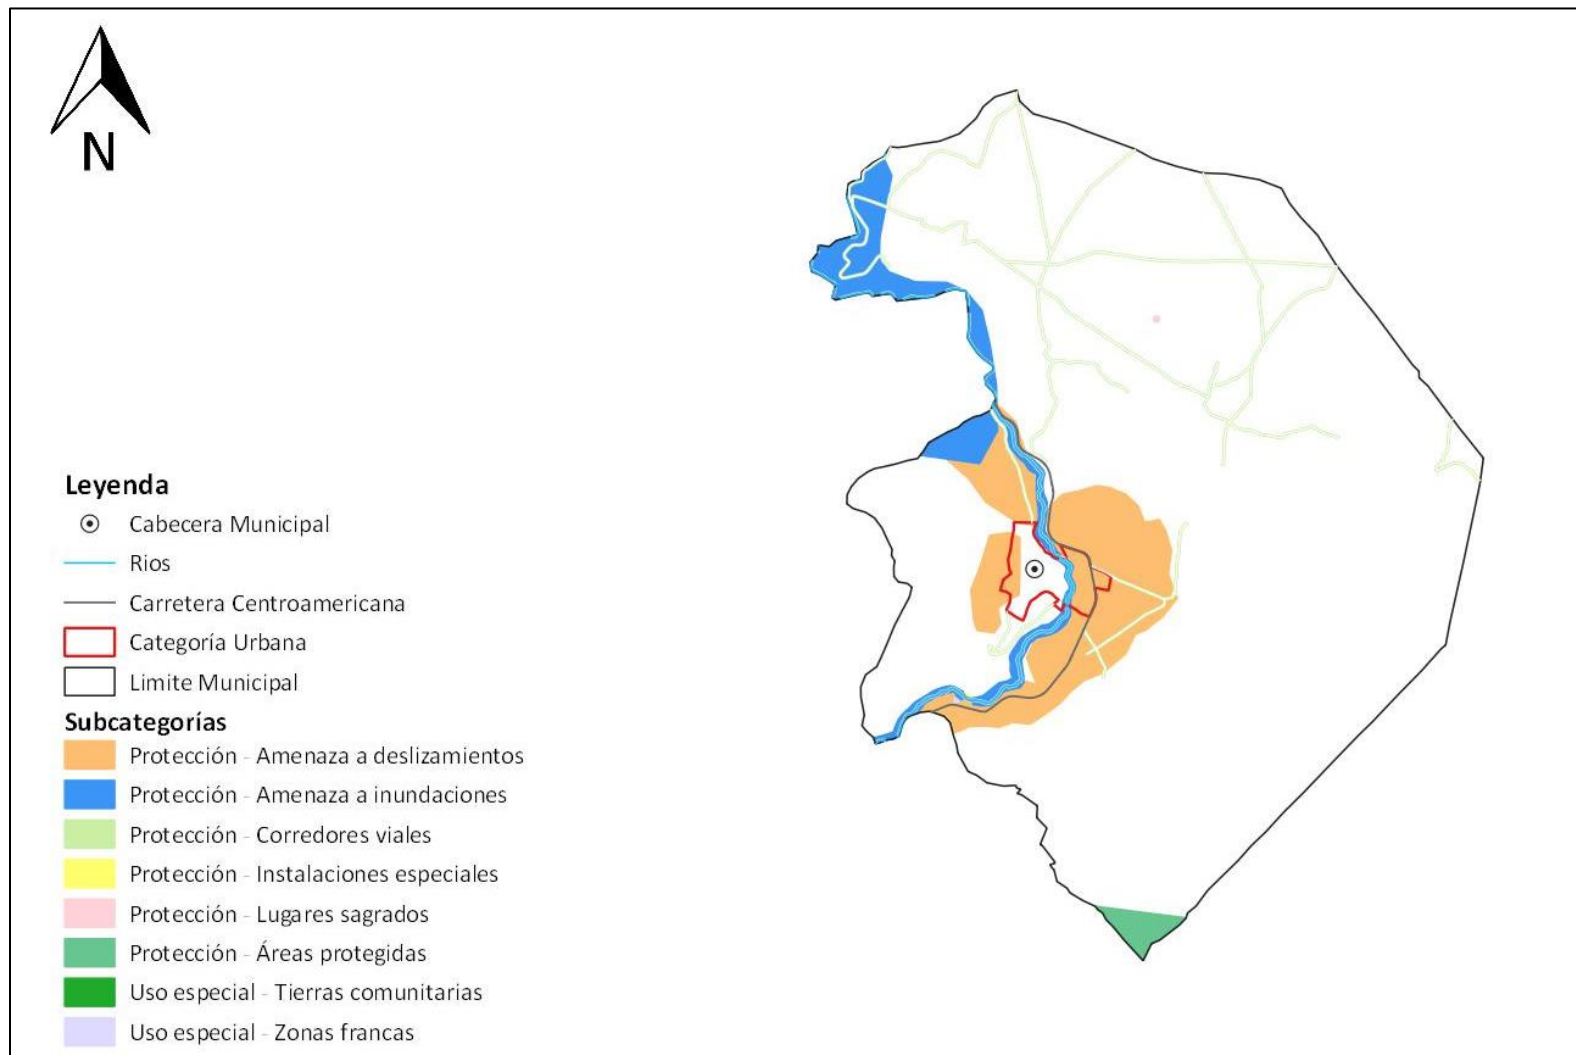 N
Leyenda
Cabecera Municipal
Rios
Carretera Centroamericana
Categoría Urbana
Limite Municipal
Subcategorías
Protección - Amenaza a deslizamientos
Protección - Amenaza a inundaciones
Protección - Corredores viales
Protección - Instalaciones especiales
Protección - Lugares sagrados
Protección - Áreas protegidas
Uso especial - Tierras comunitarias
Uso especial - Zonas francas